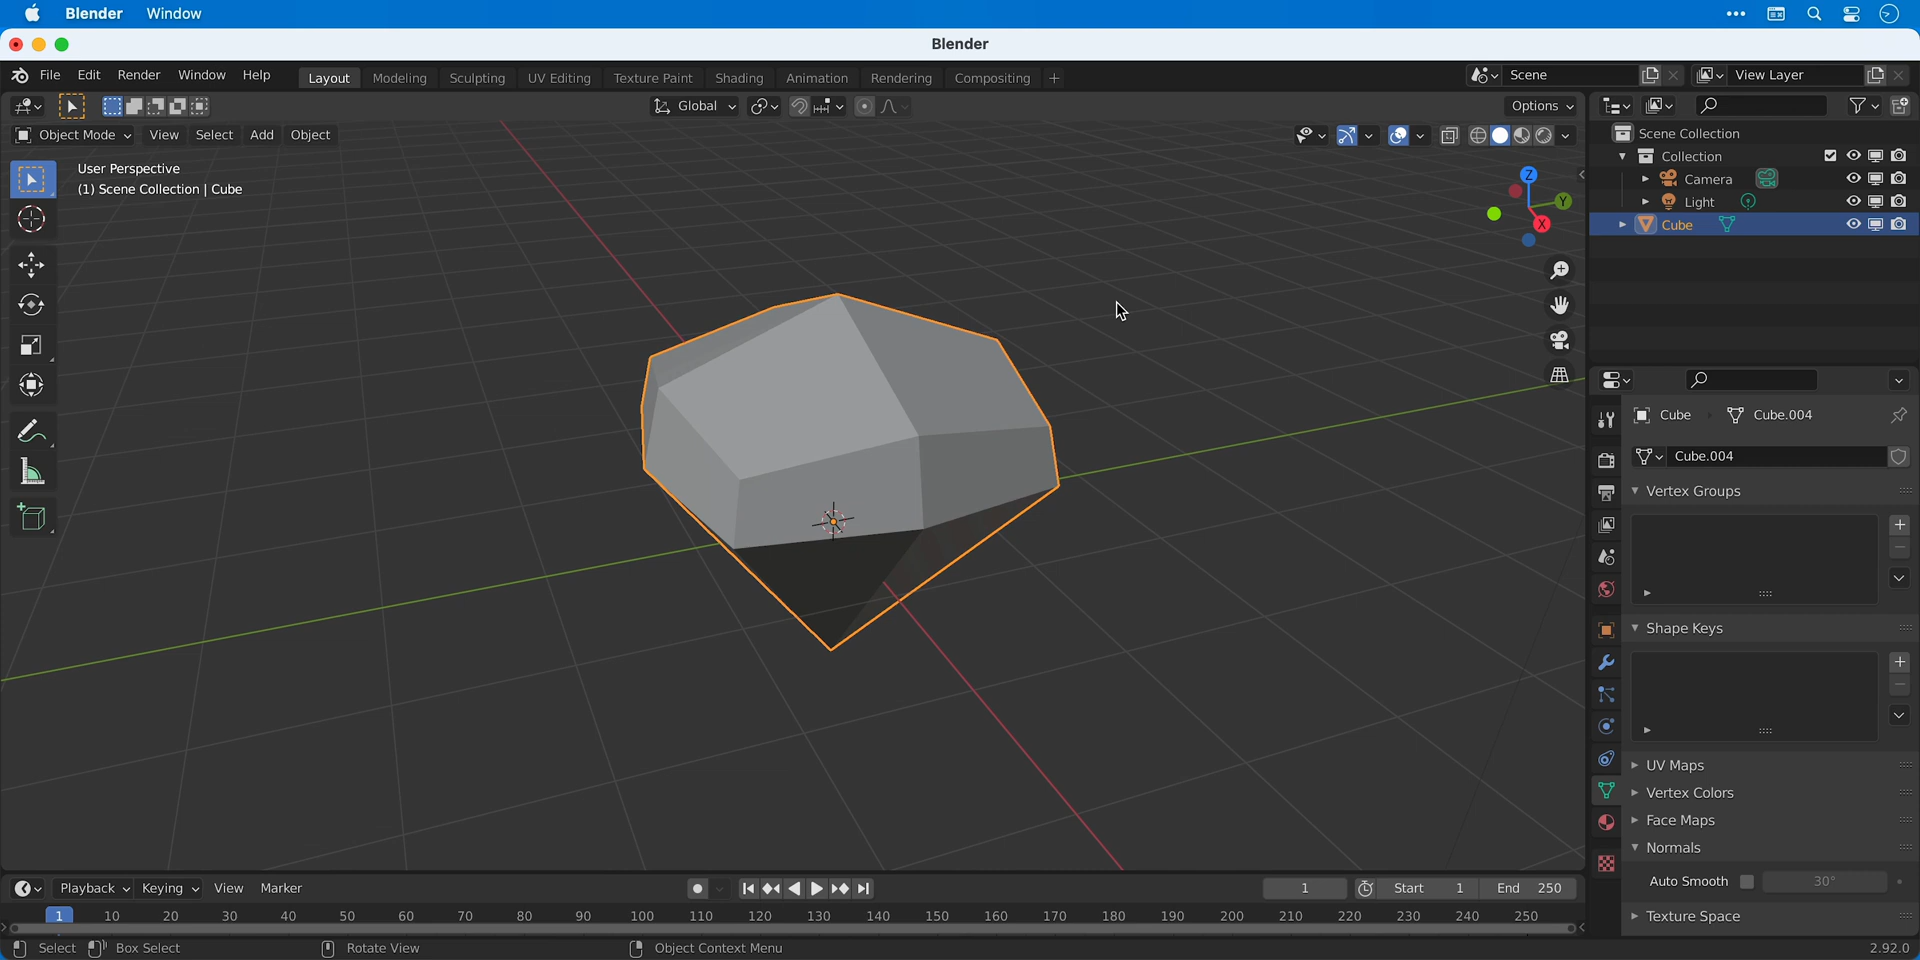 Blender Window
Blender
File Edit Render Window Help Layout Modeling Sculpting UV Editing Texture Paint Shading Animation Rendering Compositing + Scene View Layer
Global Options
Object Mode View Select Add Object
User Perspective
(1) Scene Collection | Cube
Z
Y
X
Scene Collection
Collection
Camera
Light
Cube
Cube Cube.004
Cube.004
Vertex Groups
Shape Keys
UV Maps
Vertex Colors
Face Maps
Normals
Auto Smooth 30°
Texture Space
Playback Keying View Marker 1 Start 1 End 250
1 10 20 30 40 50 60 70 80 90 100 110 120 130 140 150 160 170 180 190 200 210 220 230 240 250
Select Box Select Rotate View Object Context Menu 2.92.0